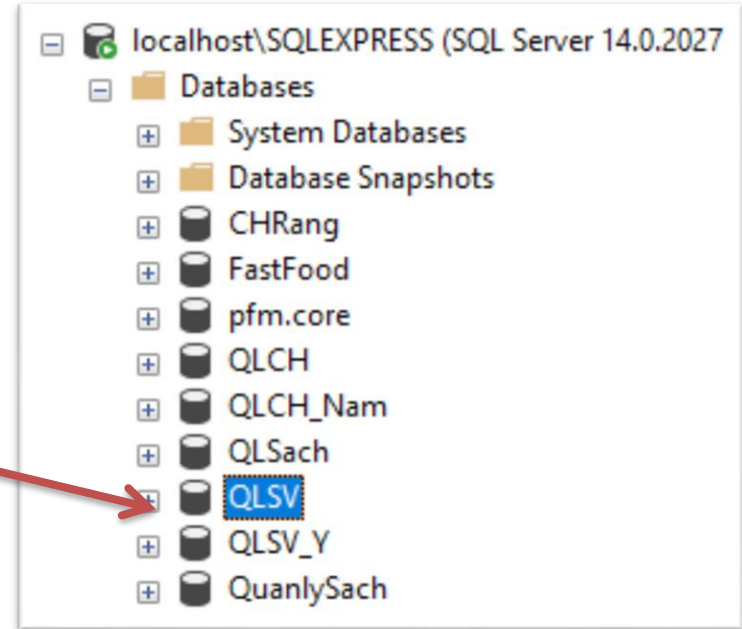 localhost\SQLEXPRESS (SQL Server 14.0.2027
Databases
System Databases
Database Snapshots
CHRang
FastFood
pfm.core
QLCH
QLCH_Nam
QLSach
QLSV
QLSV_Y
QuanlySach